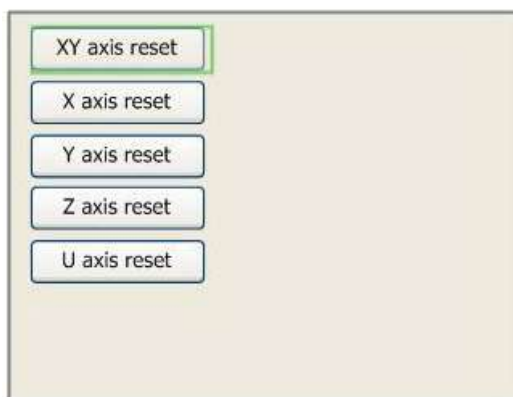 XY axis reset
X axis reset
Y axis reset
Z axis reset
U axis reset